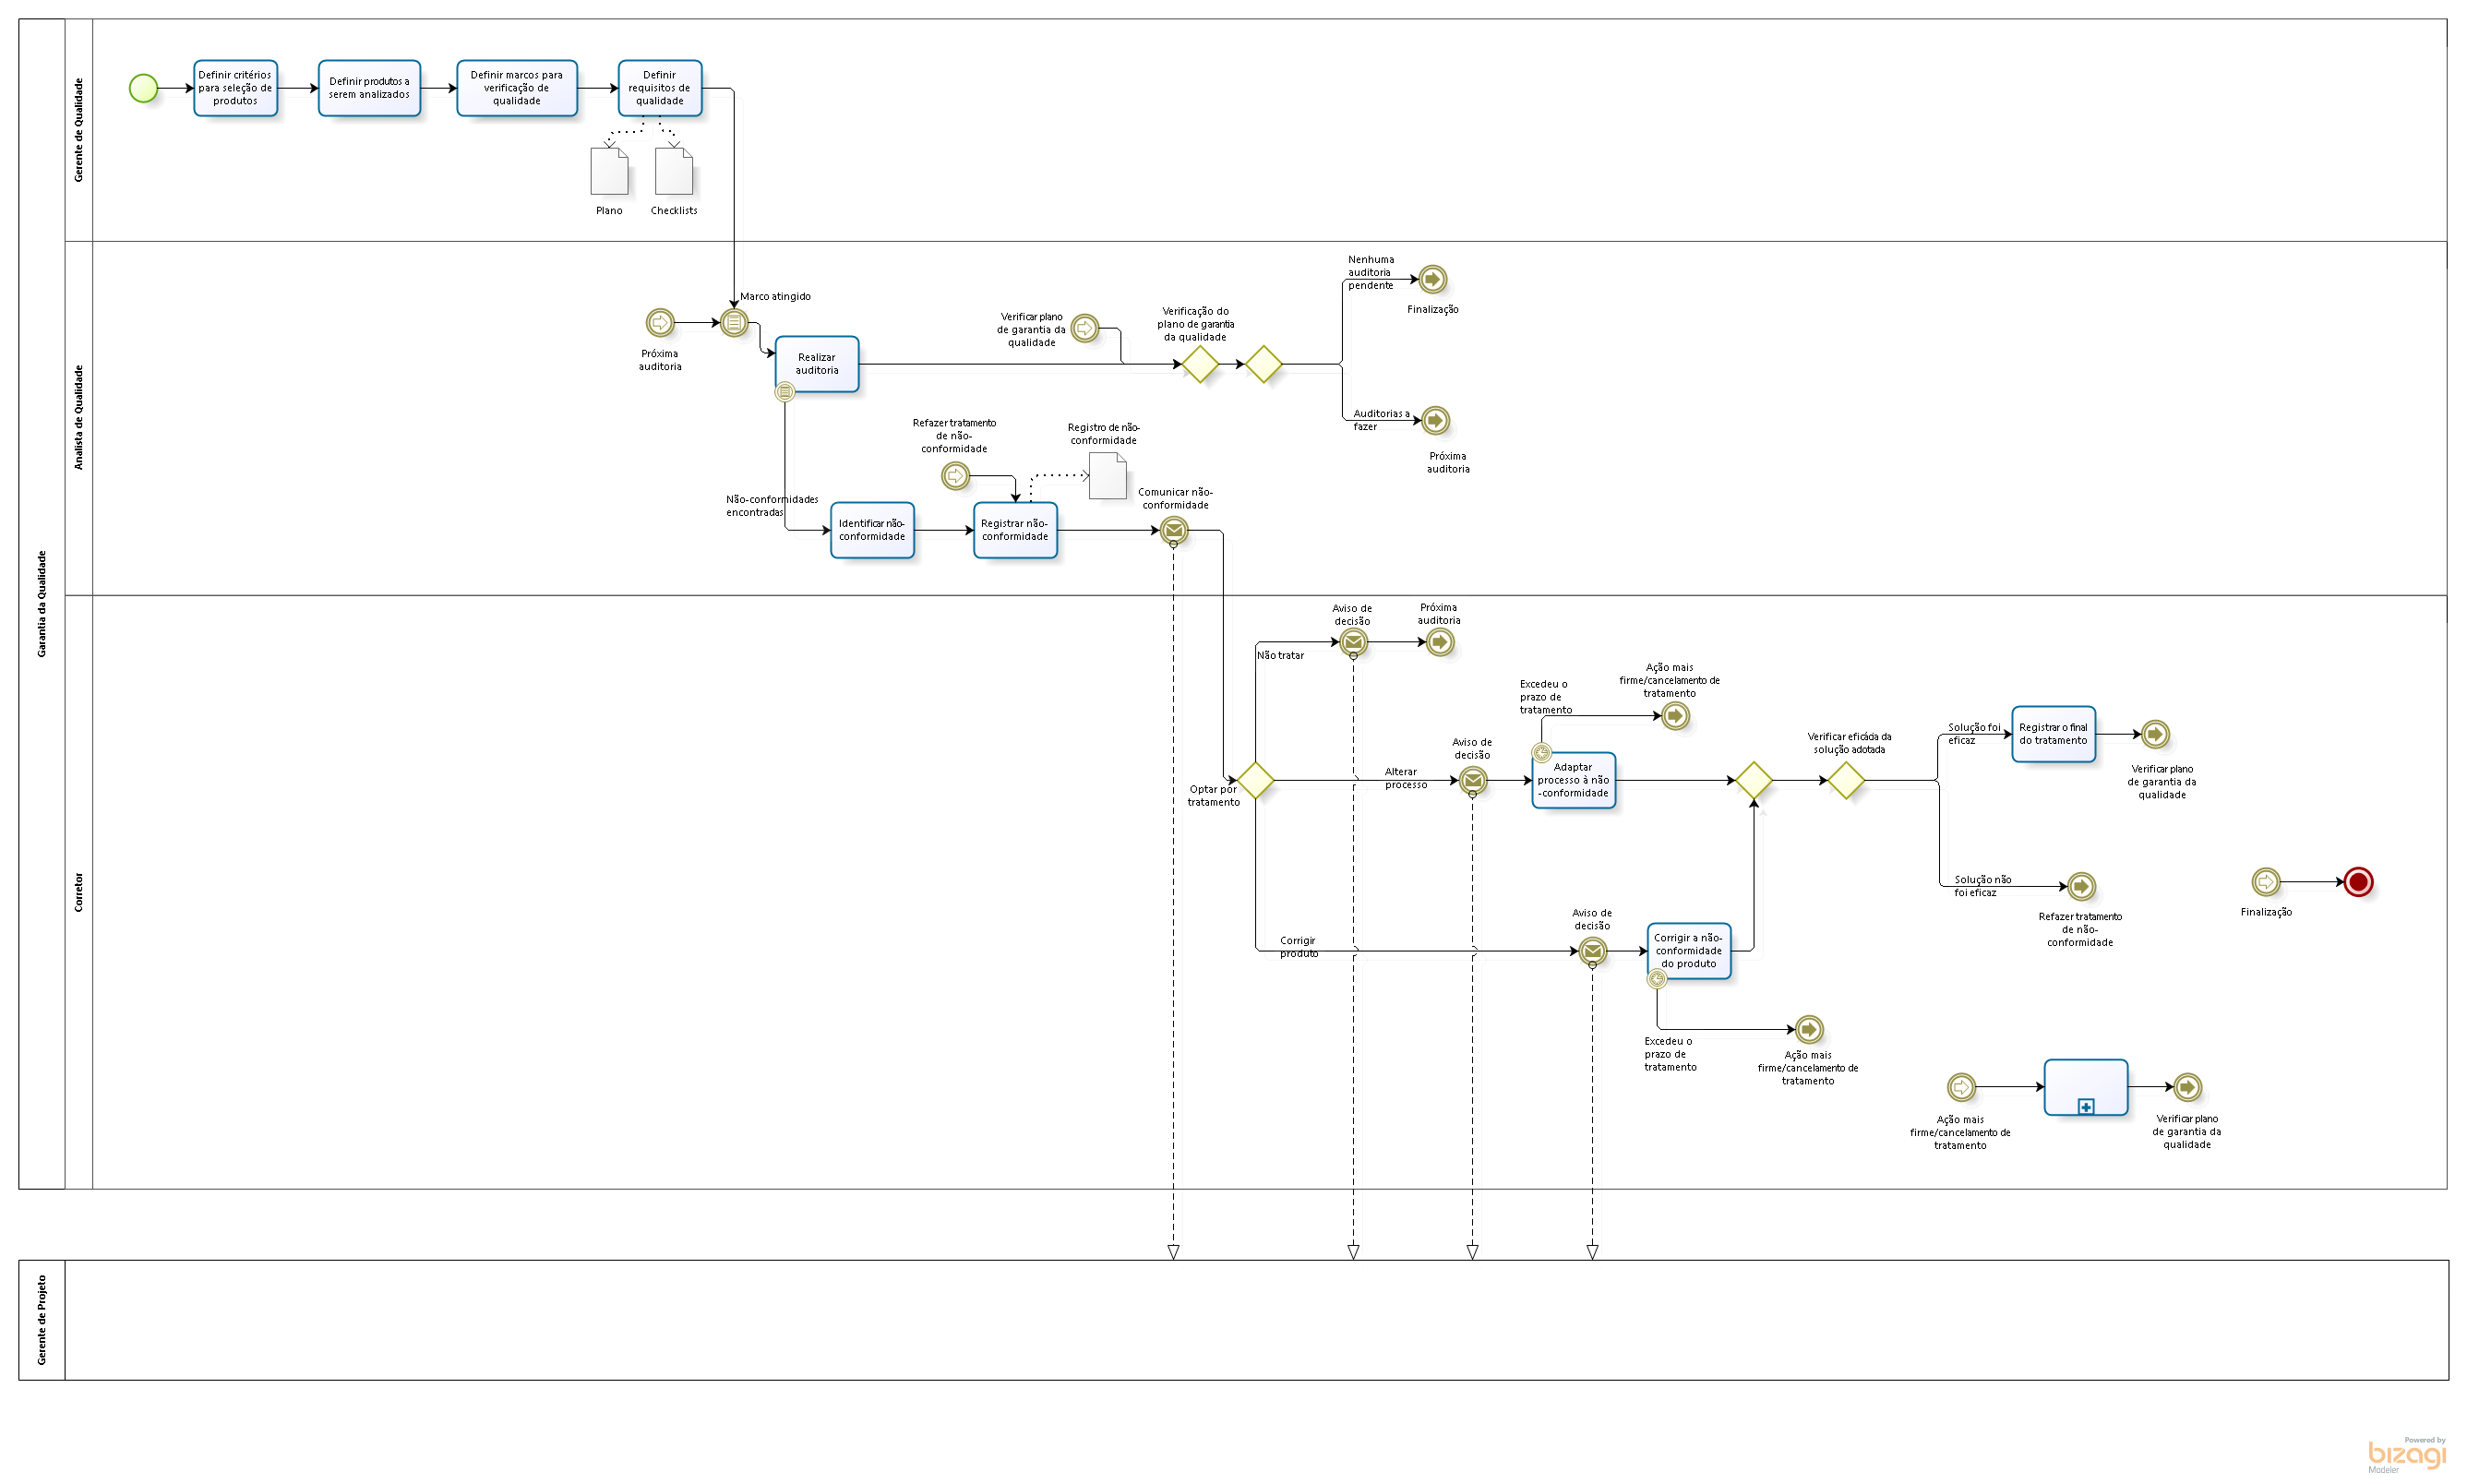 Garantia da Qualidade
Gerente de Qualidade
Definir critérios
para seleção de
produtos
Definir produtos a
serem analizados
Definir marcos para
verificação de
qualidade
Definir
requisitos de
qualidade
Plano
Checklists
Analista de Qualidade
Marco atingido
Próxima
auditoria
Realizar
auditoria
Verificar plano
de garantia da
qualidade
Verificação do
plano de garantia
da qualidade
Nenhuma
auditoria
pendente
Finalização
Auditorias a
fazer
Próxima
auditoria
Refazer tratamento
de não-
conformidade
Registro de não-
conformidade
Não-conformidades
encontradas
Identificar não-
conformidade
Registrar não-
conformidade
Comunicar não-
conformidade
Corretor
Optar por
tratamento
Não tratar
Aviso de
decisão
Próxima
auditoria
Alterar
processo
Aviso de
decisão
Excedeu o
prazo de
tratamento
Ação mais
firme/cancelamento de
tratamento
Adaptar
processo à não
-conformidade
Verificar eficácia da
solução adotada
Solução foi
eficaz
Registrar o final
do tratamento
Verificar plano
de garantia da
qualidade
Solução não
foi eficaz
Refazer tratamento
de não-
conformidade
Finalização
Corrigir
produto
Aviso de
decisão
Corrigir a não-
conformidade
do produto
Excedeu o
prazo de
tratamento
Ação mais
firme/cancelamento de
tratamento
Ação mais
firme/cancelamento de
tratamento
Verificar plano
de garantia da
qualidade
Gerente de Projeto
Powered by
bizagi
Modeler